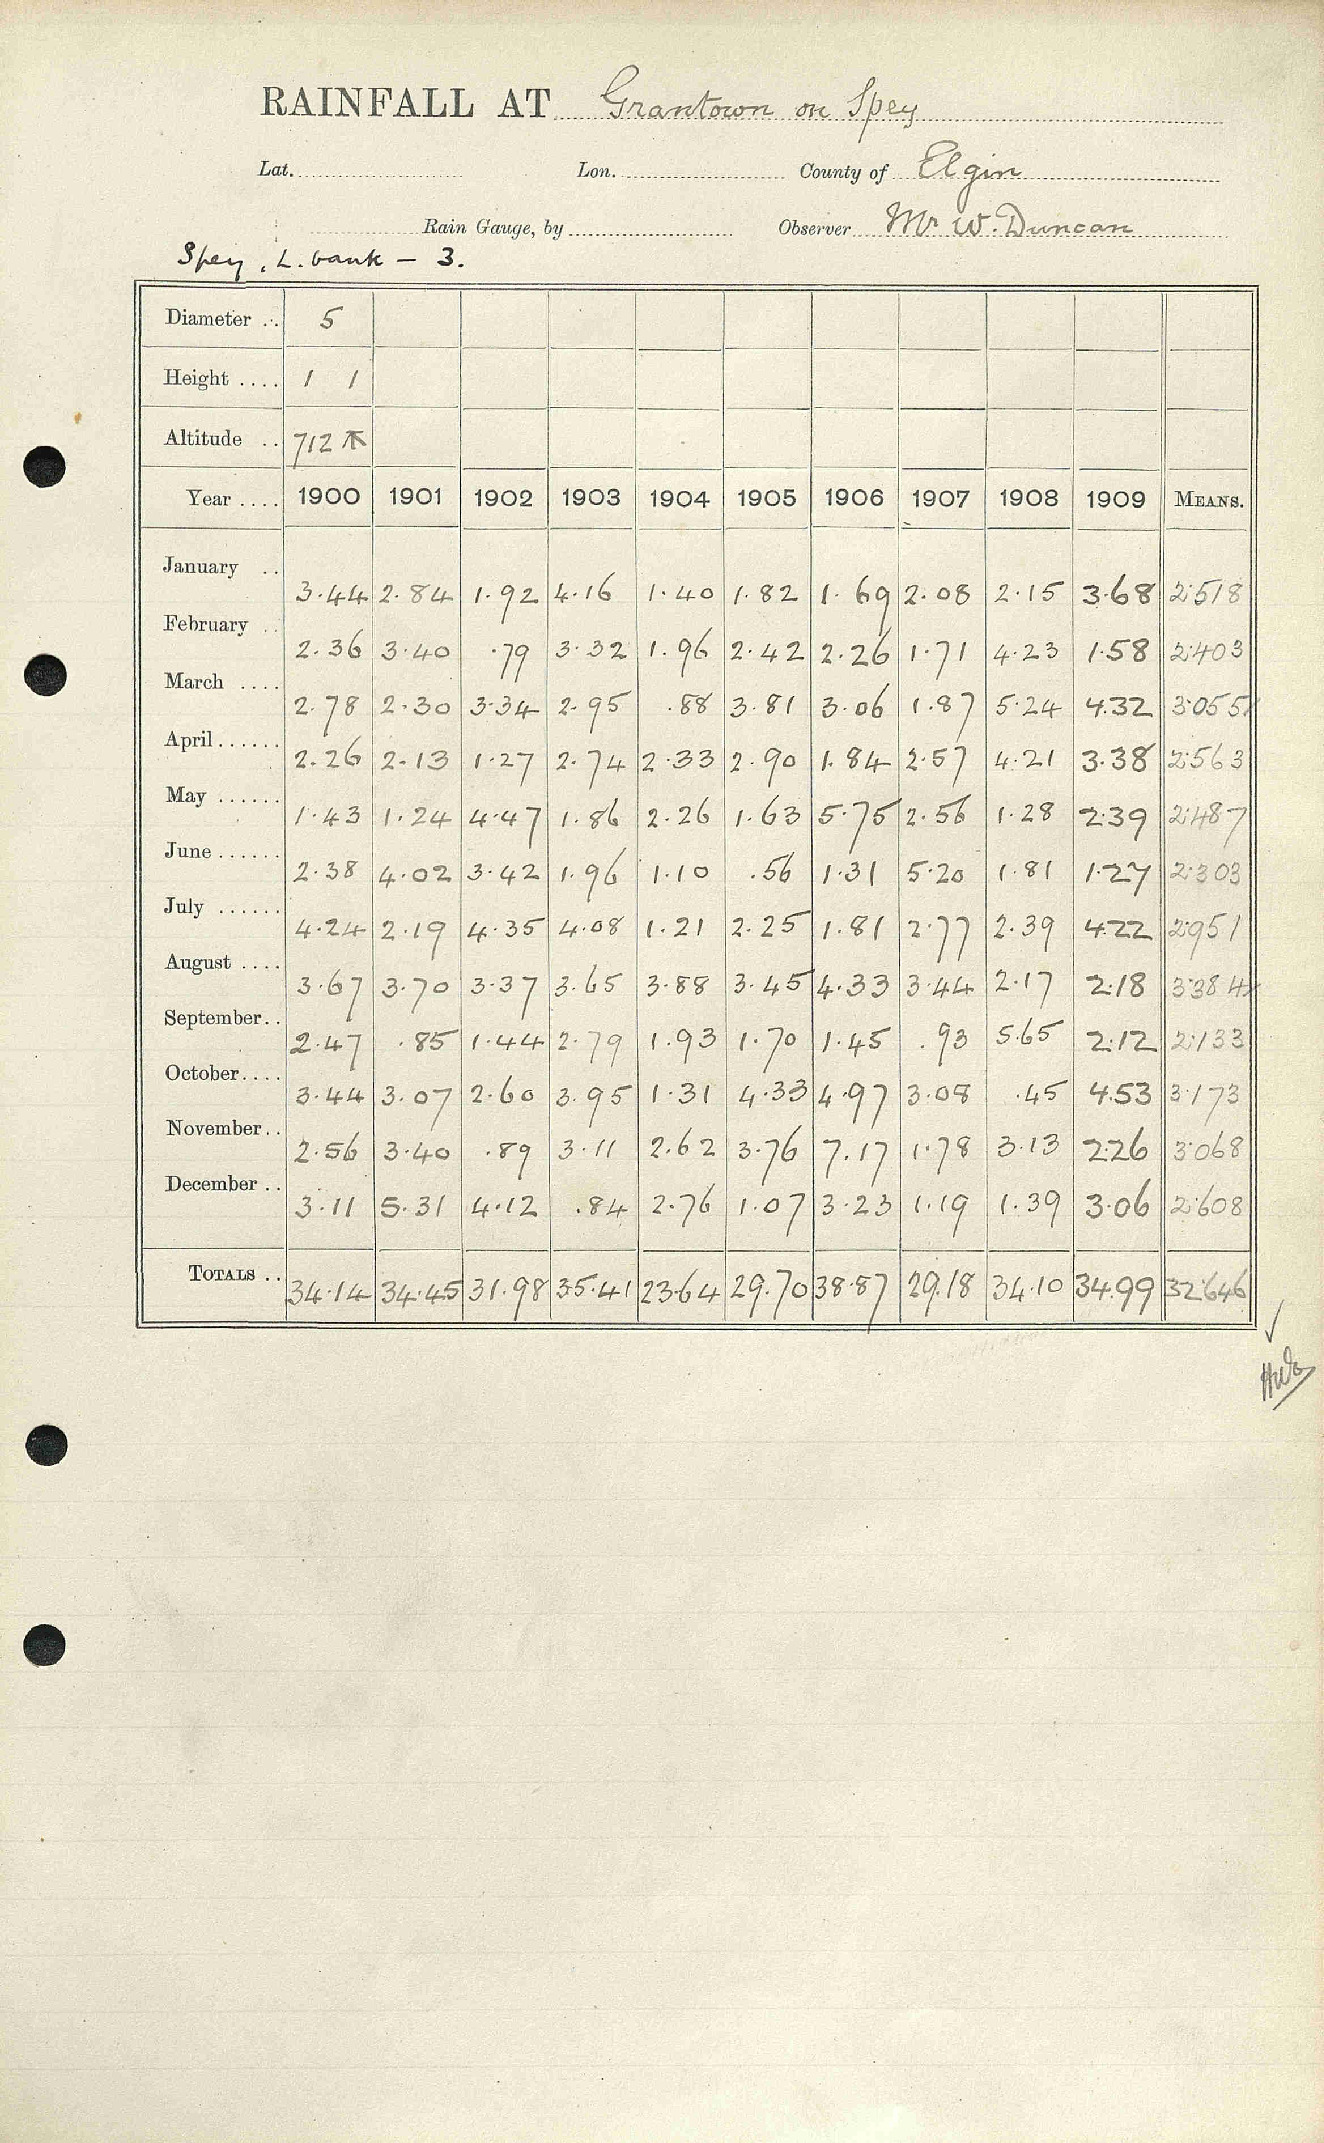 RAINFALL AT Grantown on Spey
Lat. Lon. County of Elgin
Rain Gauge, by Observer Mr W. Duncan
Spey, L. bank – 3.
Diameter .. 5
Height .... 1 1
Altitude .. 712
Year .... 1900 1901 1902 1903 1904 1905 1906 1907 1908 1909 MEANS.
January .. 3.44 2.84 1.92 4.16 1.40 1.82 1.69 2.08 2.15 3.68 2.518
February .. 2.36 3.40 .79 3.32 1.96 2.42 2.26 1.71 4.23 1.58 2.403
March .... 2.78 2.30 3.34 2.95 .88 3.81 3.06 1.87 5.24 4.32 3.055
April ...... 2.26 2.13 1.27 2.74 2.33 2.90 1.84 2.57 4.21 3.38 2.563
May ...... 1.43 1.24 4.47 1.86 2.26 1.63 5.75 2.56 1.28 2.39 2.487
June ...... 2.38 4.02 3.42 1.96 1.10 .56 1.31 5.20 1.81 1.27 2.303
July ...... 4.24 2.19 4.35 4.08 1.21 2.25 1.81 2.77 2.39 4.22 2.951
August .... 3.67 3.70 3.37 3.65 3.88 3.45 4.33 3.44 2.17 2.18 3.384
September .. 2.47 .85 1.44 2.79 1.93 1.70 1.45 .93 5.65 2.12 2.133
October .... 3.44 3.07 2.60 3.95 1.31 4.33 4.97 3.08 .45 4.53 3.173
November .. 2.56 3.40 .89 3.11 2.62 3.76 7.17 1.78 3.13 2.26 3.068
December .. 3.11 5.31 4.12 .84 2.76 1.07 3.23 1.19 1.39 3.06 2.608
TOTALS .. 34.14 34.45 31.98 35.41 23.64 29.70 38.87 29.18 34.10 34.99 32.646